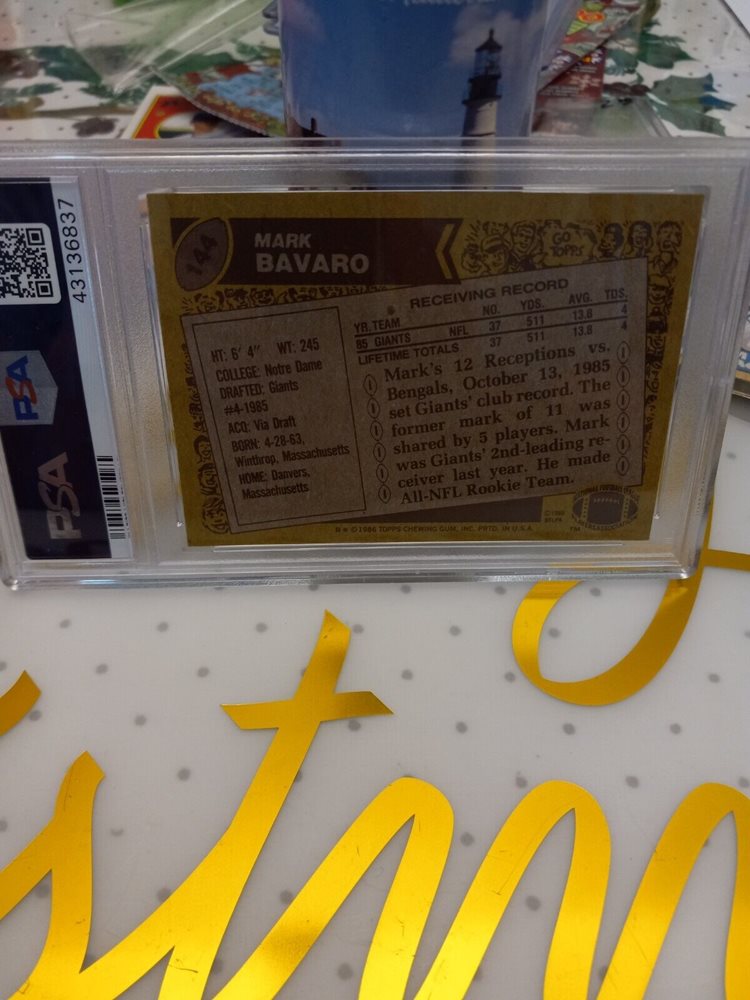 43136837
PSA
PSA
144
MARK
BAVARO
GO
TOPPS
HT: 6' 4" WT: 245
COLLEGE: Notre Dame
DRAFTED: Giants
#4-1985
ACQ: Via Draft
BORN: 4-28-63,
Winthrop, Massachusetts
HOME: Danvers,
Massachusetts
RECEIVING RECORD
YR. TEAM NO. YDS. AVG. TDS.
85 GIANTS NFL 37 511 13.8 4
LIFETIME TOTALS 37 511 13.8 4
Mark's 12 Receptions vs.
Bengals, October 13, 1985
set Giants' club record. The
former mark of 11 was
shared by 5 players. Mark
was Giants' 2nd-leading re-
ceiver last year. He made
All-NFL Rookie Team.
** © 1986 TOPPS CHEWING GUM, INC. PRTD. IN U.S.A.
stm